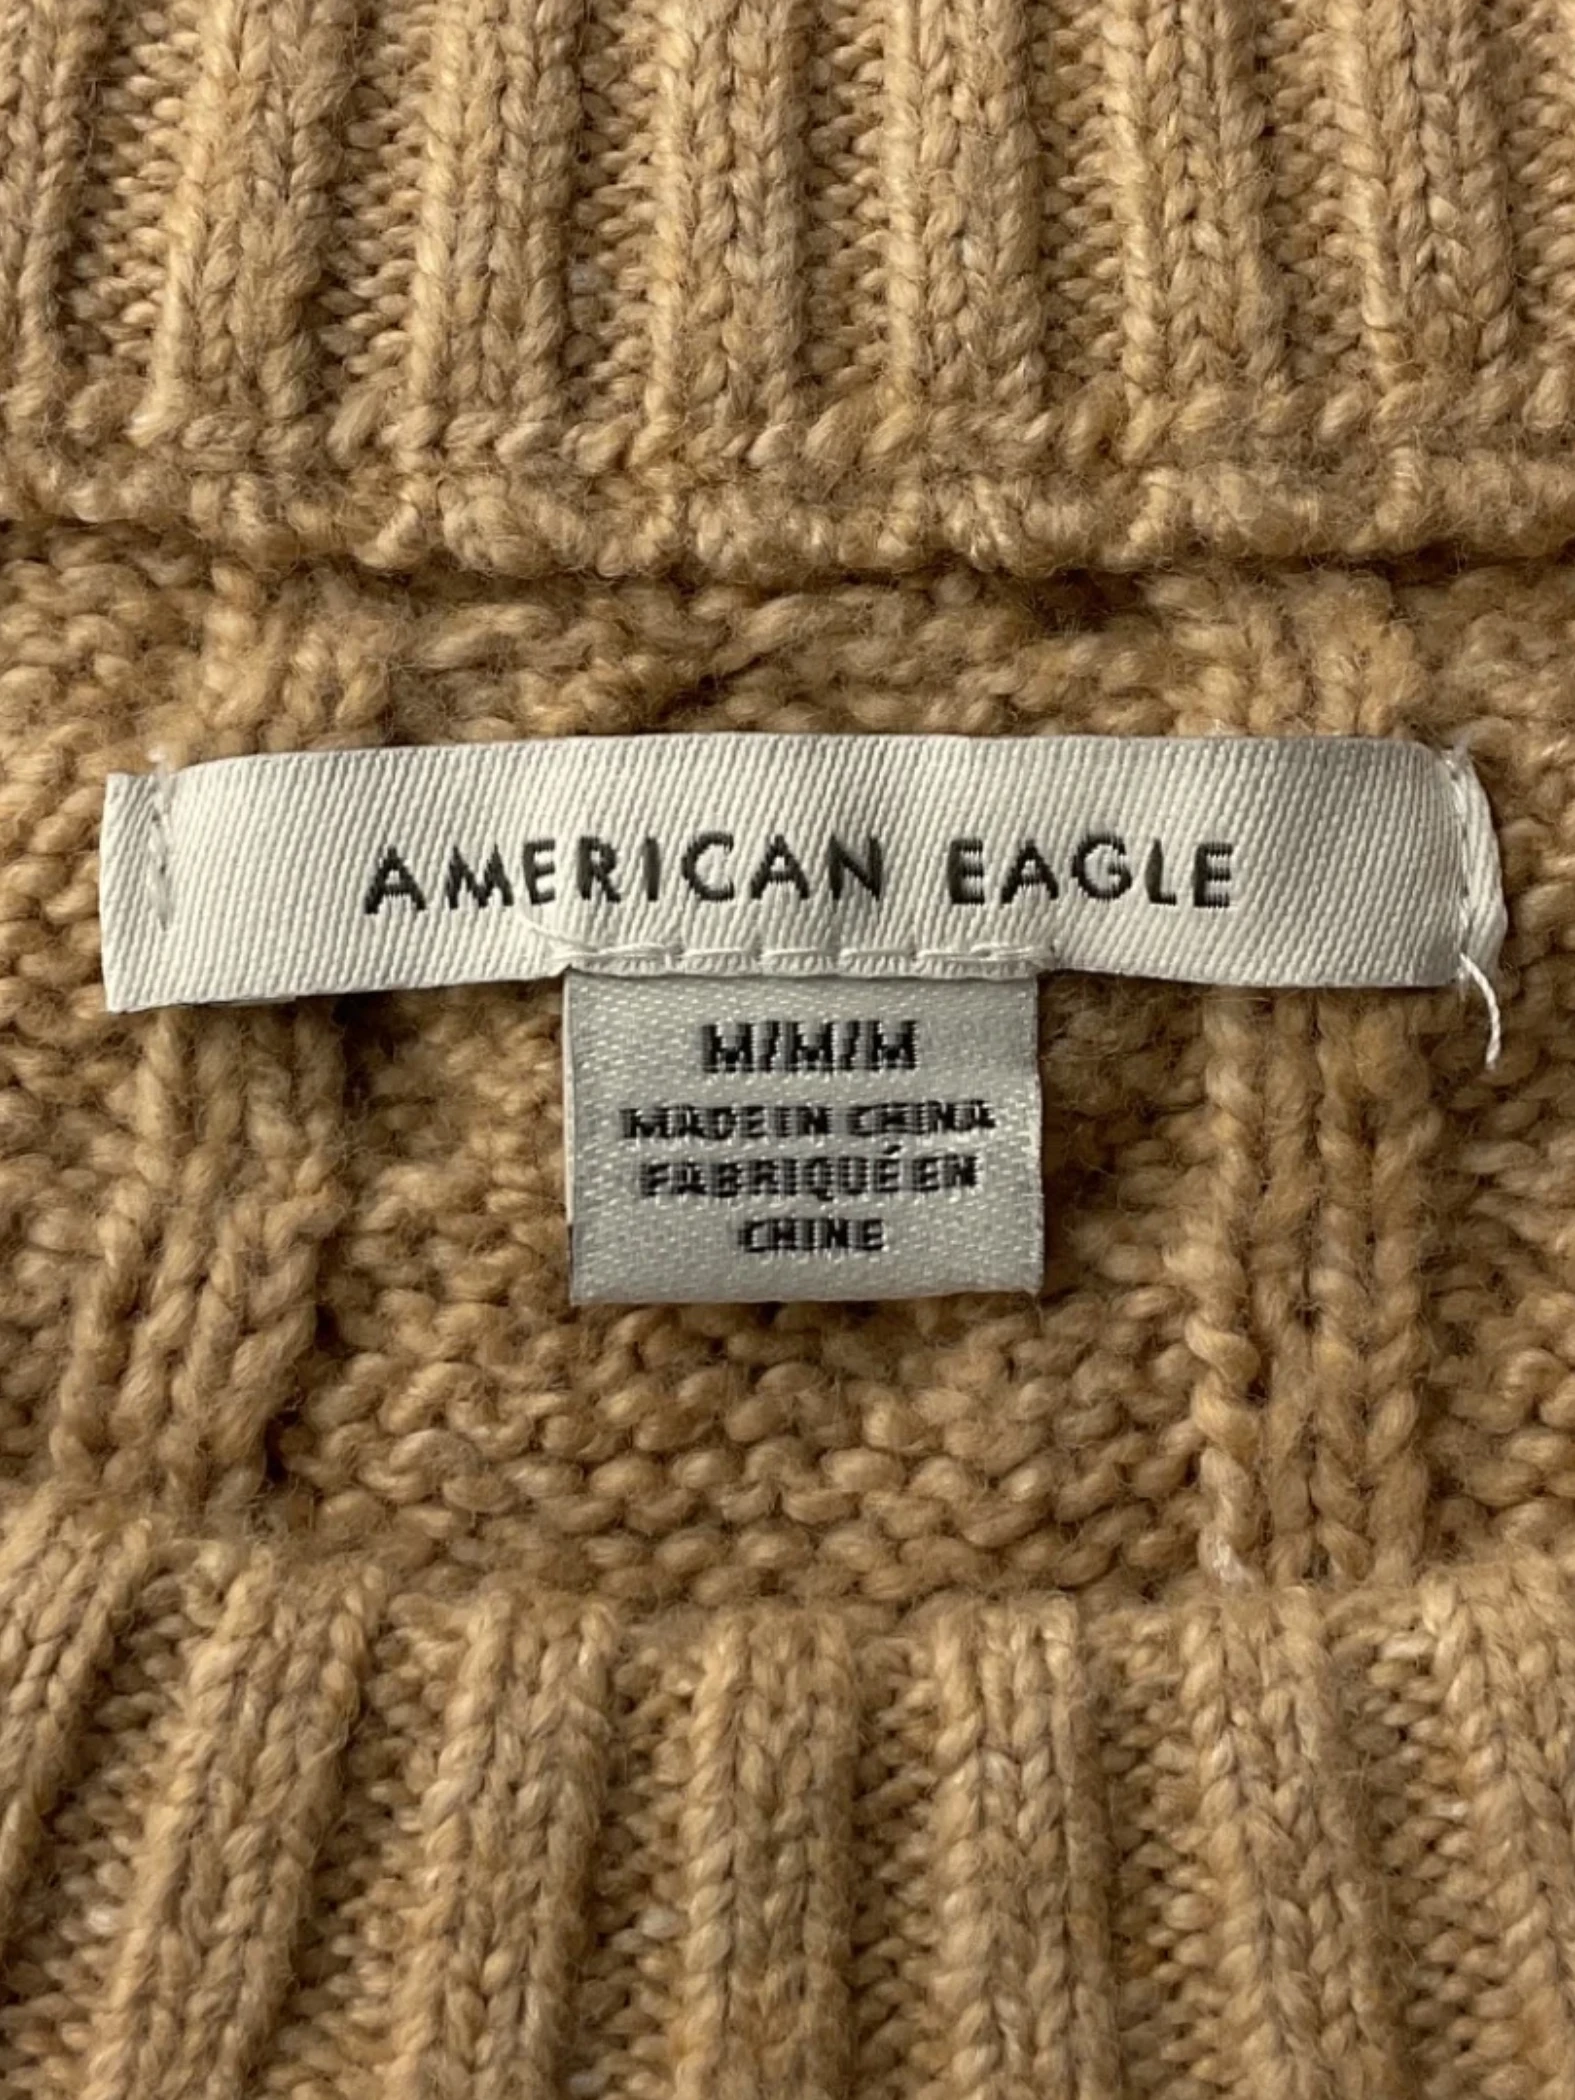 AMERICAN EAGLE
M/M/M
MADE IN CHINA
FABRIQUÉ EN
CHINE